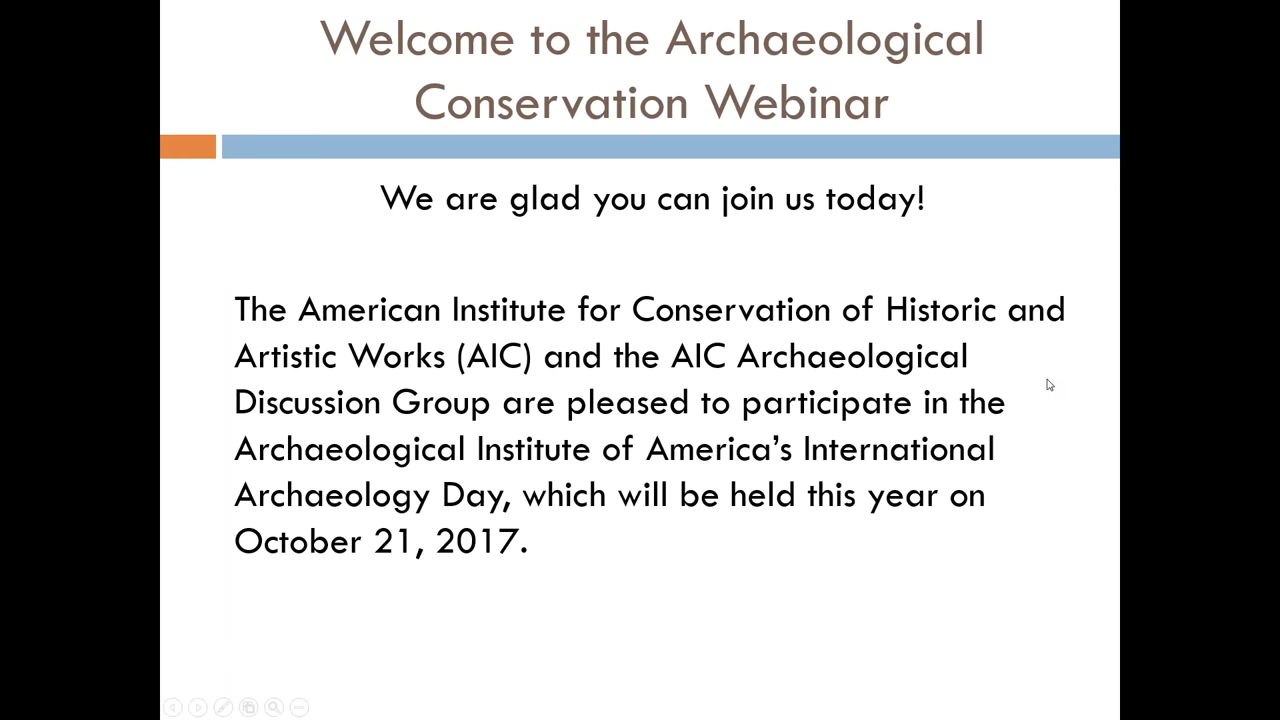 Welcome to the Archaeological
Conservation Webinar
We are glad you can join us today!
The American Institute for Conservation of Historic and
Artistic Works (AIC) and the AIC Archaeological
Discussion Group are pleased to participate in the
Archaeological Institute of America’s International
Archaeology Day, which will be held this year on
October 21, 2017.